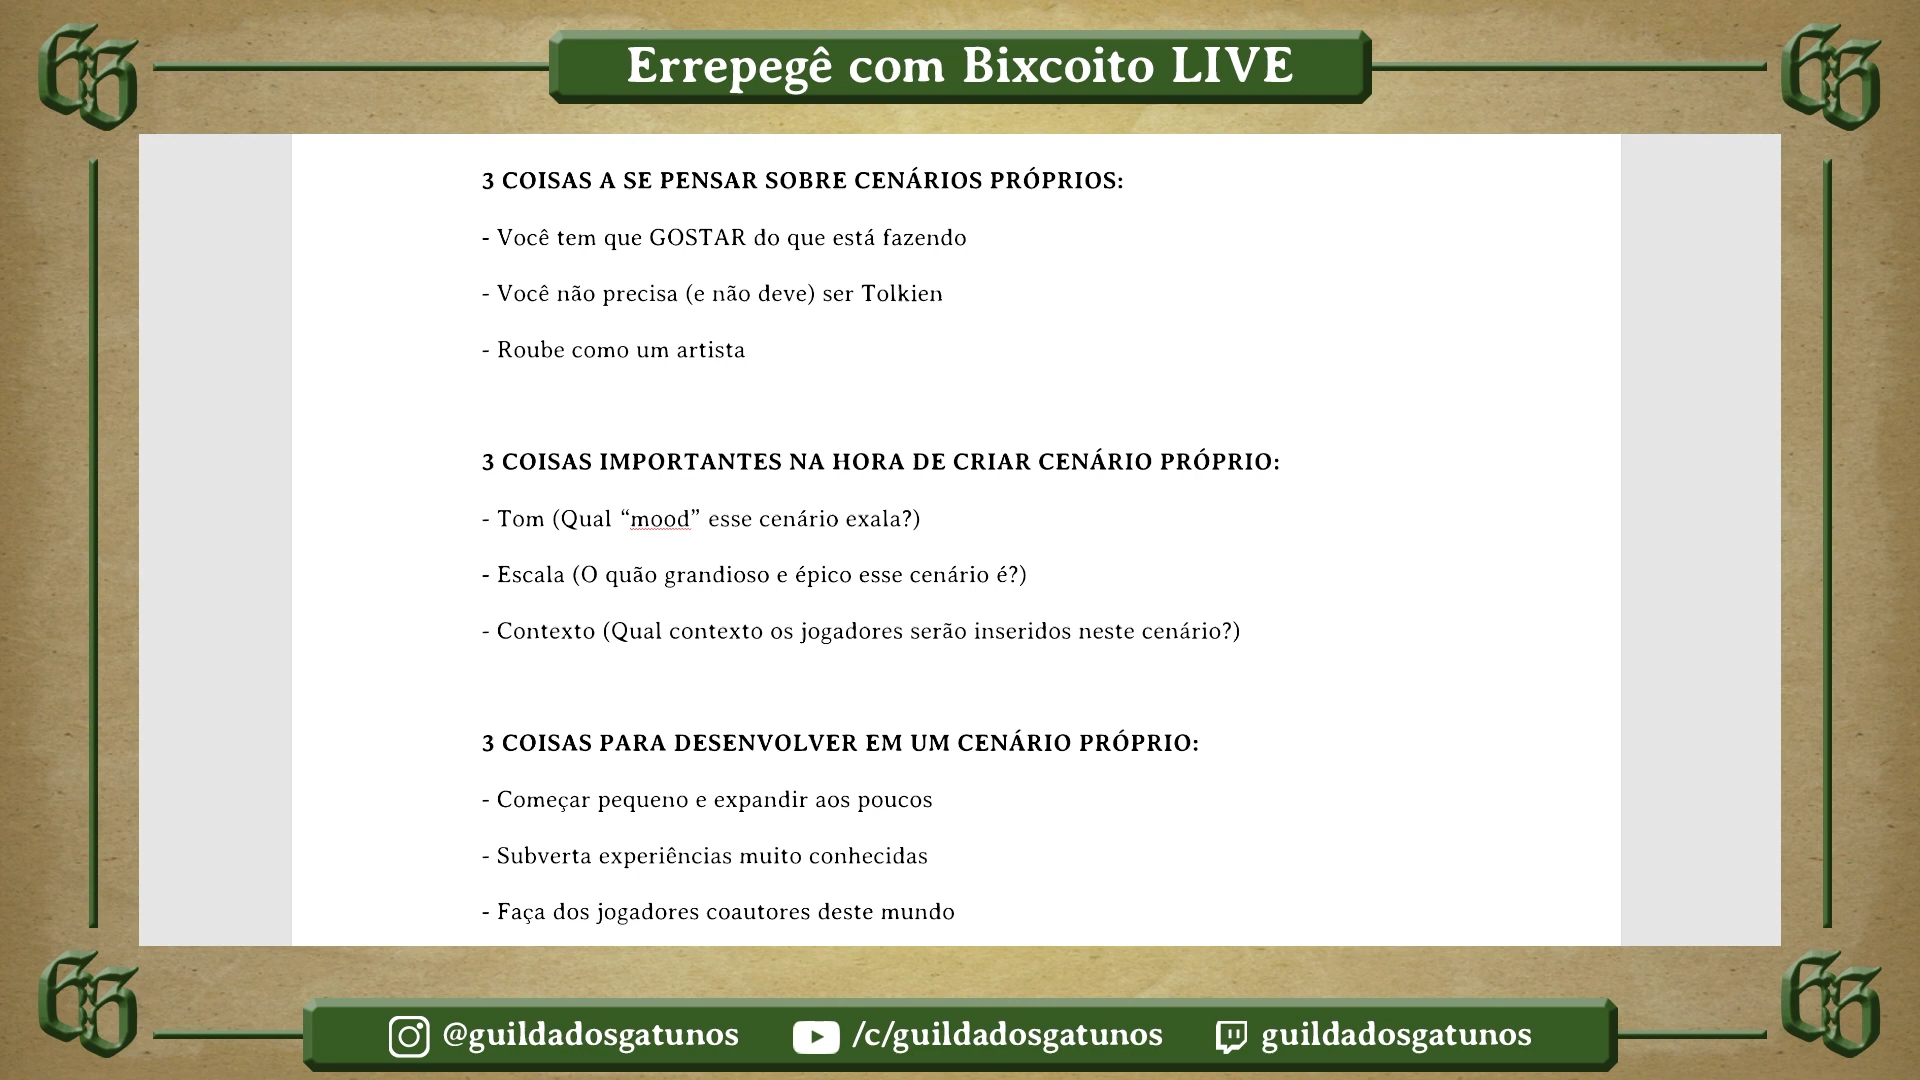 Errepegê com Bixcoito LIVE
3 COISAS A SE PENSAR SOBRE CENÁRIOS PRÓPRIOS:
- Você tem que GOSTAR do que está fazendo
- Você não precisa (e não deve) ser Tolkien
- Roube como um artista
3 COISAS IMPORTANTES NA HORA DE CRIAR CENÁRIO PRÓPRIO:
- Tom (Qual “mood” esse cenário exala?)
- Escala (O quão grandioso e épico esse cenário é?)
- Contexto (Qual contexto os jogadores serão inseridos neste cenário?)
3 COISAS PARA DESENVOLVER EM UM CENÁRIO PRÓPRIO:
- Começar pequeno e expandir aos poucos
- Subverta experiências muito conhecidas
- Faça dos jogadores coautores deste mundo
@guildadosgatunos /c/guildadosgatunos guildadosgatunos